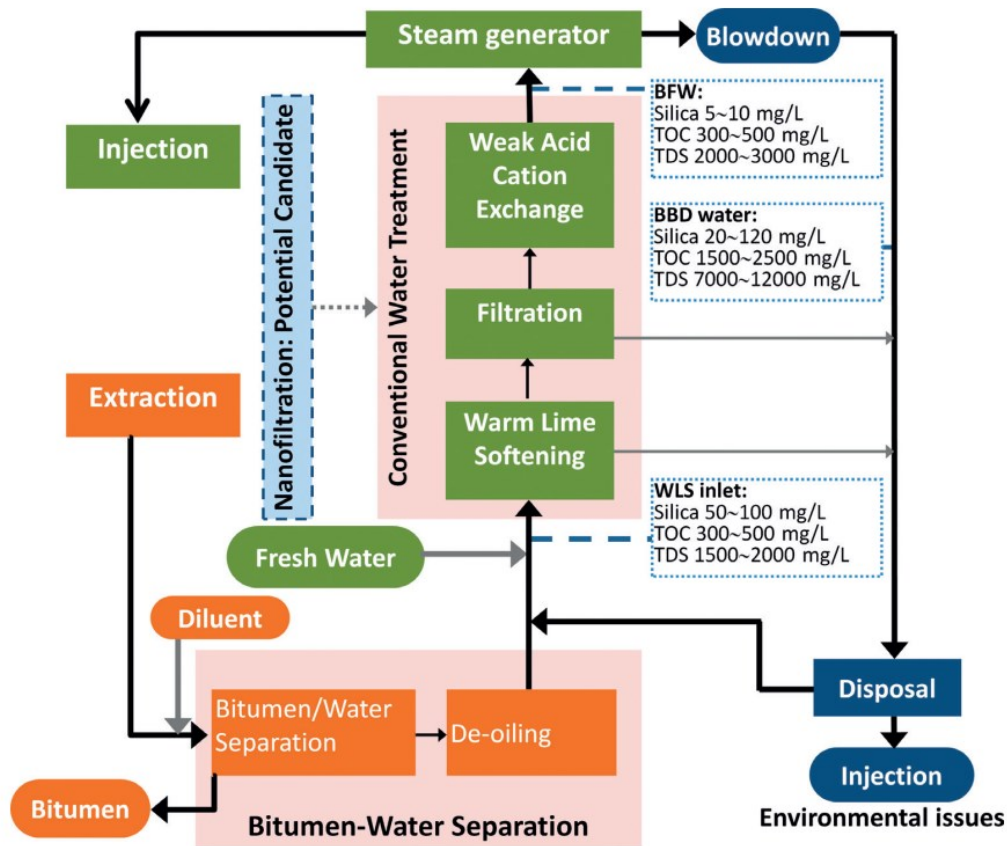 Steam generator
Blowdown
BFW:
Silica 5~10 mg/L
TOC 300~500 mg/L
TDS 2000~3000 mg/L
Injection
Nanofiltration: Potential Candidate
Conventional Water Treatment
Weak Acid
Cation
Exchange
BBD water:
Silica 20~120 mg/L
TOC 1500~2500 mg/L
TDS 7000~12000 mg/L
Filtration
Extraction
Warm Lime
Softening
WLS inlet:
Silica 50~100 mg/L
TOC 300~500 mg/L
TDS 1500~2000 mg/L
Fresh Water
Diluent
Bitumen/Water
Separation
De-oiling
Disposal
Bitumen
Bitumen-Water Separation
Injection
Environmental issues